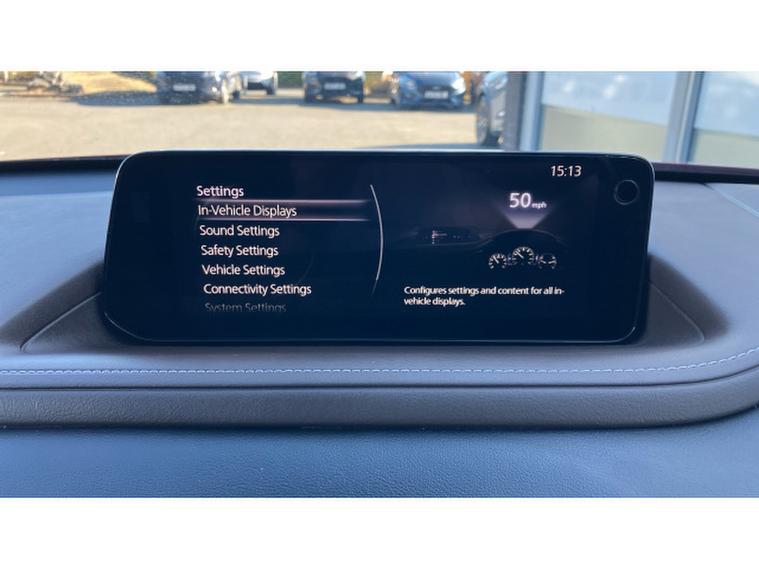 15:13
Settings
In-Vehicle Displays
Sound Settings
Safety Settings
Vehicle Settings
Connectivity Settings
System Settings
50 mph
Configures settings and content for all in-
vehicle displays.